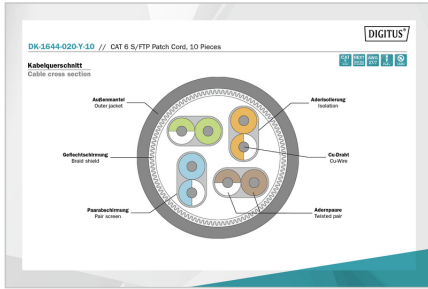 DIGITUS®
DK-1644-020-Y-10 // CAT 6 S/FTP Patch Cord, 10 Pieces
Kabelquerschnitt
Cable cross section
Außenmantel
Outer jacket
Aderisolierung
Isolation
Geflechtschirmung
Braid shield
Cu-Draht
Cu-Wire
Paarabschirmung
Pair screen
Adernpaare
Twisted pair